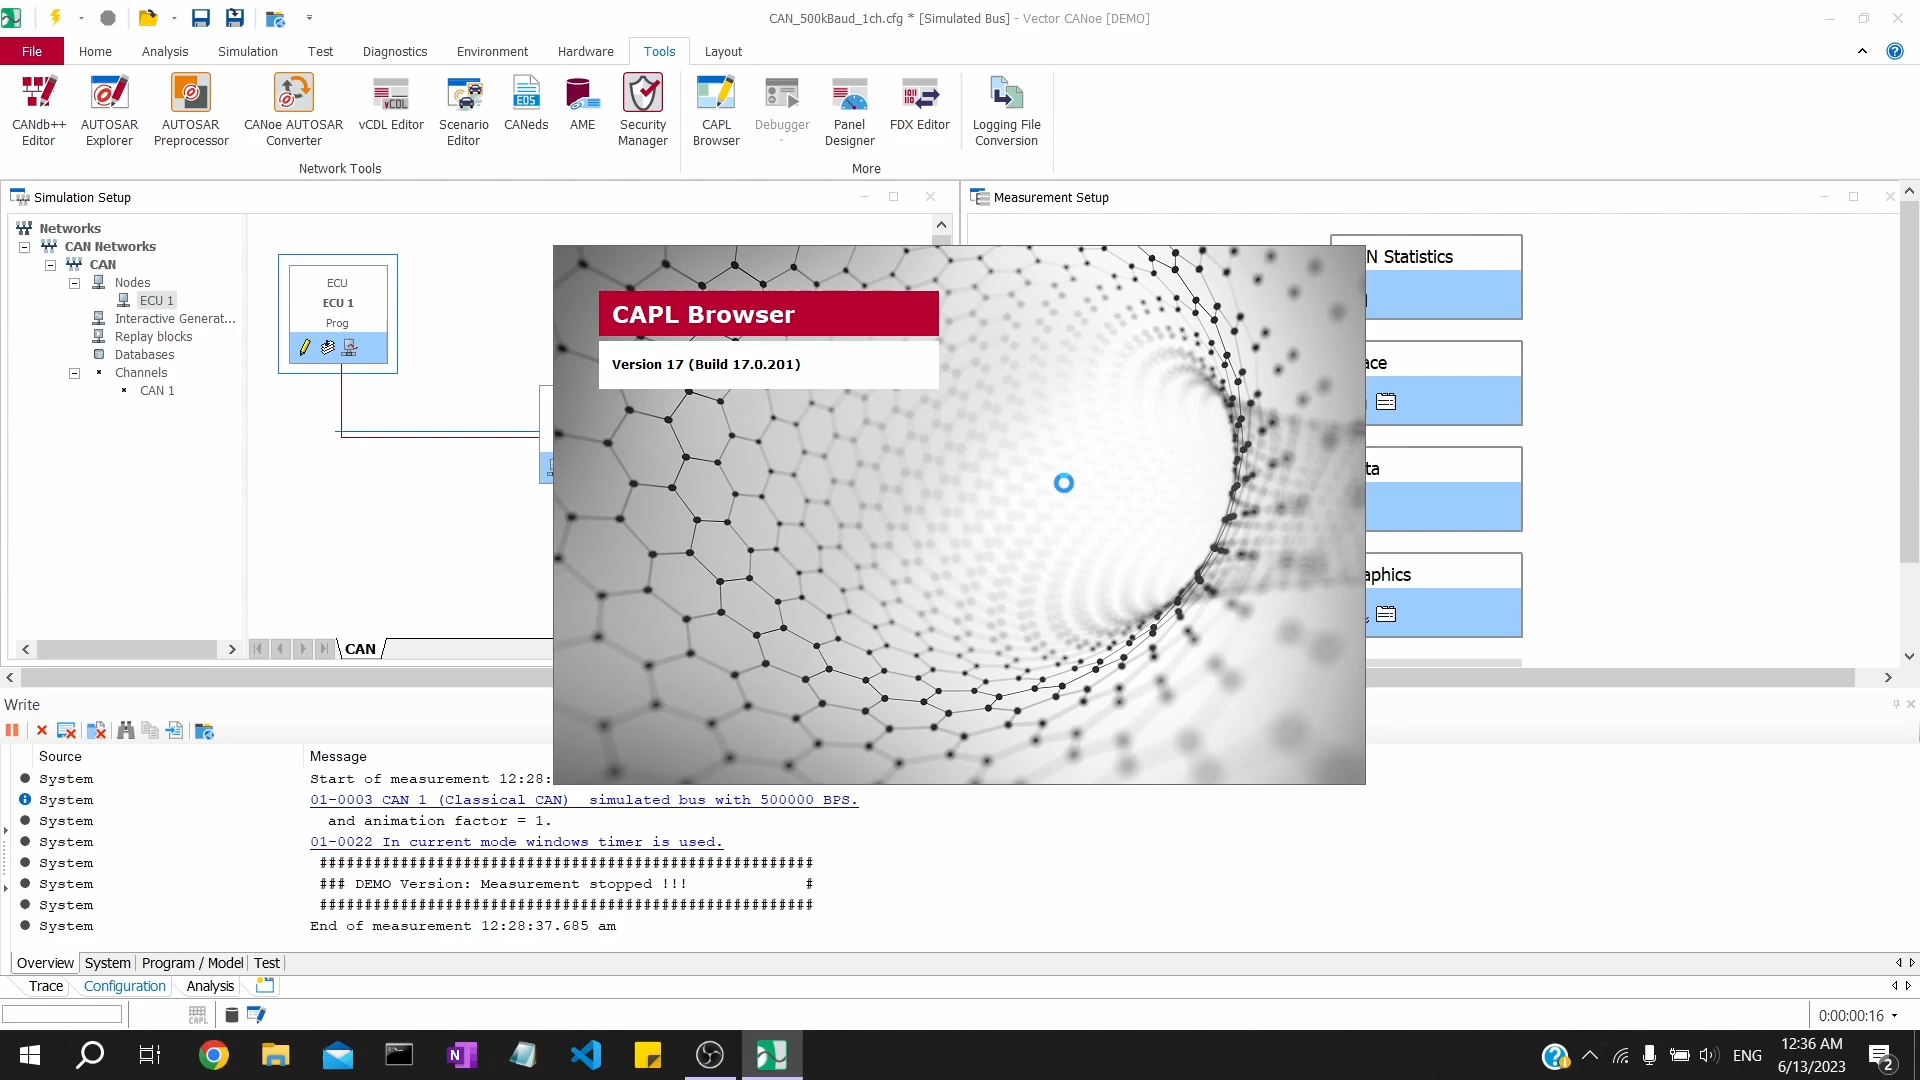 CAN_500kBaud_1ch.cfg * [Simulated Bus] - Vector CANoe [DEMO]
File Home Analysis Simulation Test Diagnostics Environment Hardware Tools Layout
CANdb++ Editor
AUTOSAR Explorer
AUTOSAR Preprocessor
CANoe AUTOSAR Converter
vCDL Editor
Scenario Editor
CANeds
AME
Security Manager
CAPL Browser
Debugger
Panel Designer
FDX Editor
Logging File Conversion
Network Tools
More
Simulation Setup
Measurement Setup
Networks
CAN Networks
CAN
Nodes
ECU 1
Interactive Generat...
Replay blocks
Databases
Channels
CAN 1
ECU
ECU 1
Prog
CAN
CAPL Browser
Version 17 (Build 17.0.201)
N Statistics
ace
ta
aphics
Write
Source Message
System Start of measurement 12:28:
System 01-0003 CAN 1 (Classical CAN) simulated bus with 500000 BPS.
System and animation factor = 1.
System 01-0022 In current mode windows timer is used.
System #######################################################
System ### DEMO Version: Measurement stopped !!! #
System #######################################################
System End of measurement 12:28:37.685 am
Overview System Program / Model Test
Trace Configuration Analysis
0:00:00:16
ENG
12:36 AM
6/13/2023
2